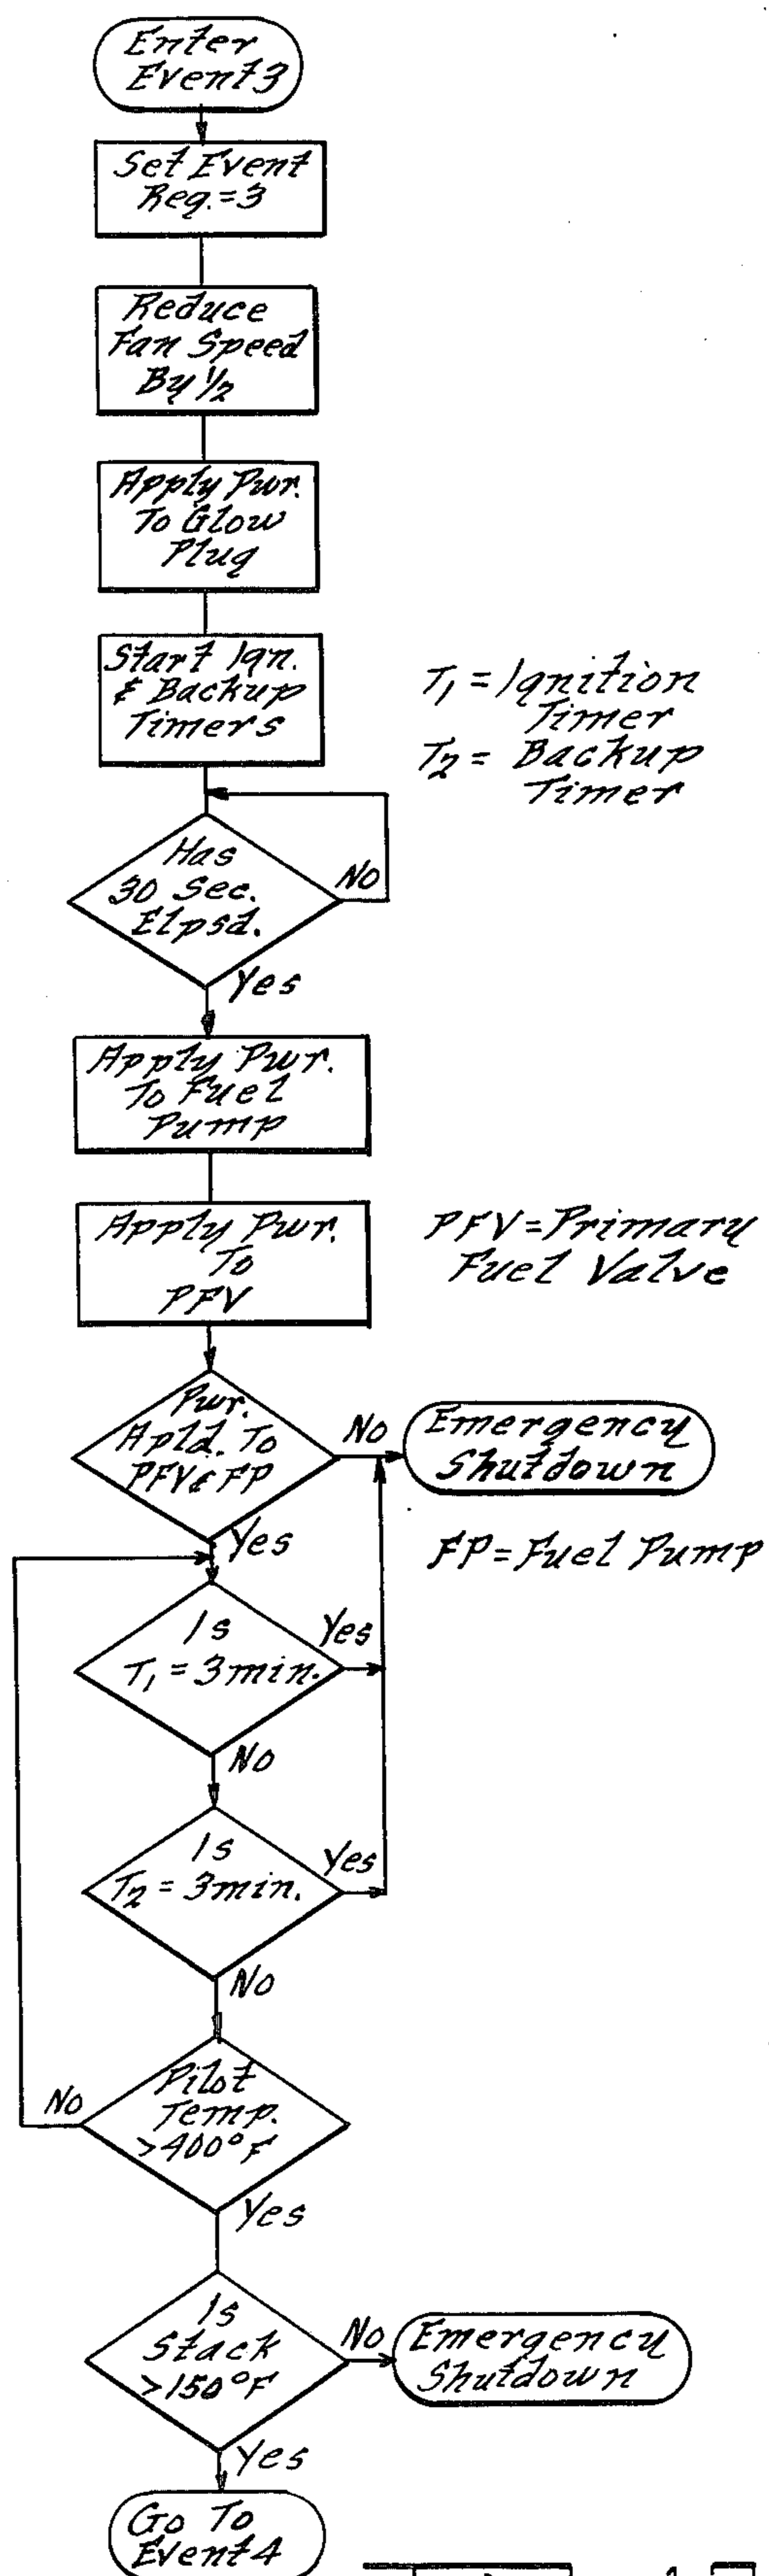 Enter
Event 3
Set Event
Reg. = 3
Reduce
Fan Speed
By 1/2
Apply Pwr.
To Glow
Plug
Start Ign.
& Backup
Timers
T1 = Ignition
Timer
T2 = Backup
Timer
Has
30 Sec.
Elpsd.
No
Yes
Apply Pwr.
To Fuel
Pump
Apply Pwr.
To
PFV
PFV = Primary
Fuel Valve
Pwr.
Apld. To
PFV & FP
No
Emergency
Shutdown
Yes
FP = Fuel Pump
Is
T1 = 3 min.
Yes
No
Is
T2 = 3 min.
Yes
No
Pilot
Temp.
>400°F
No
Yes
Is
Stack
>150°F
No
Emergency
Shutdown
Yes
Go To
Event 4